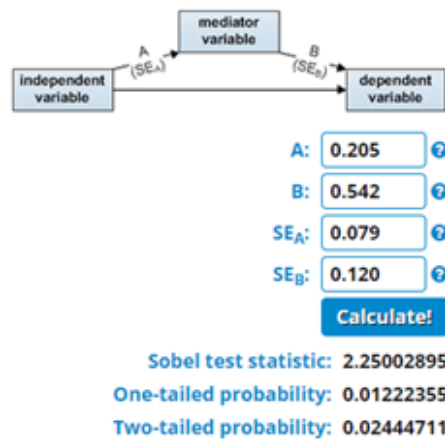 mediator
variable
A
(SEA)
B
(SEB)
independent
variable
dependent
variable
A: 0.205 ?
B: 0.542 ?
SEA: 0.079 ?
SEB: 0.120 ?
Calculate!
Sobel test statistic: 2.25002895
One-tailed probability: 0.01222355
Two-tailed probability: 0.02444711